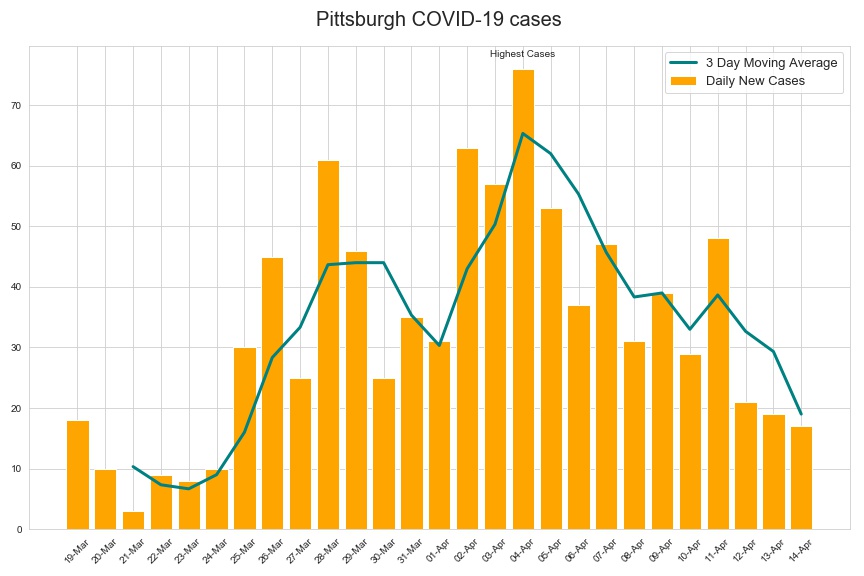 Pittsburgh COVID-19 cases
Highest Cases
3 Day Moving Average
Daily New Cases
70
60
50
40
30
20
10
0
19-Mar
20-Mar
21-Mar
22-Mar
23-Mar
24-Mar
25-Mar
26-Mar
27-Mar
28-Mar
29-Mar
30-Mar
31-Mar
01-Apr
02-Apr
03-Apr
04-Apr
05-Apr
06-Apr
07-Apr
08-Apr
09-Apr
10-Apr
11-Apr
12-Apr
13-Apr
14-Apr